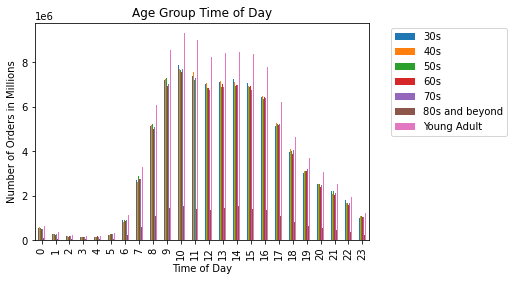 Age Group Time of Day
1e6
8
6
4
2
0
Number of Orders in Millions
0 1 2 3 4 5 6 7 8 9 10 11 12 13 14 15 16 17 18 19 20 21 22 23
Time of Day
30s
40s
50s
60s
70s
80s and beyond
Young Adult